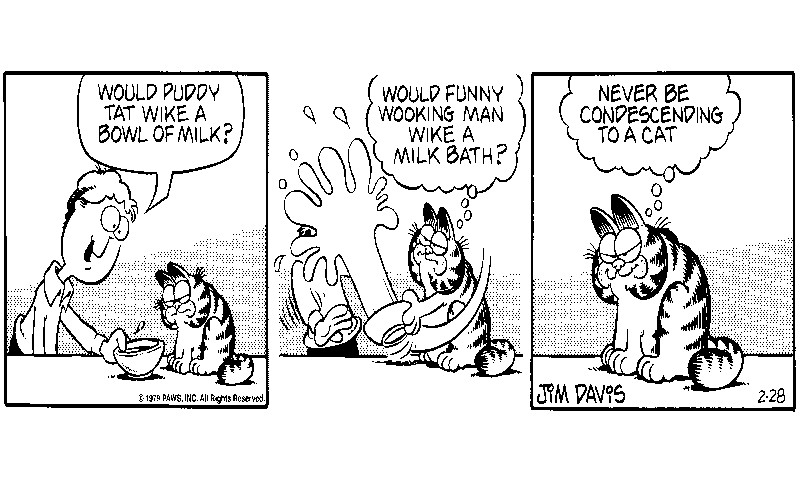 WOULD PUDDY
TAT WIKE A
BOWL OF MILK?
© 1979 PAWS, INC. All Rights Reserved.
WOULD FUNNY
WOOKING MAN
WIKE A
MILK BATH?
NEVER BE
CONDESCENDING
TO A CAT
JIM DAVIS
2-28